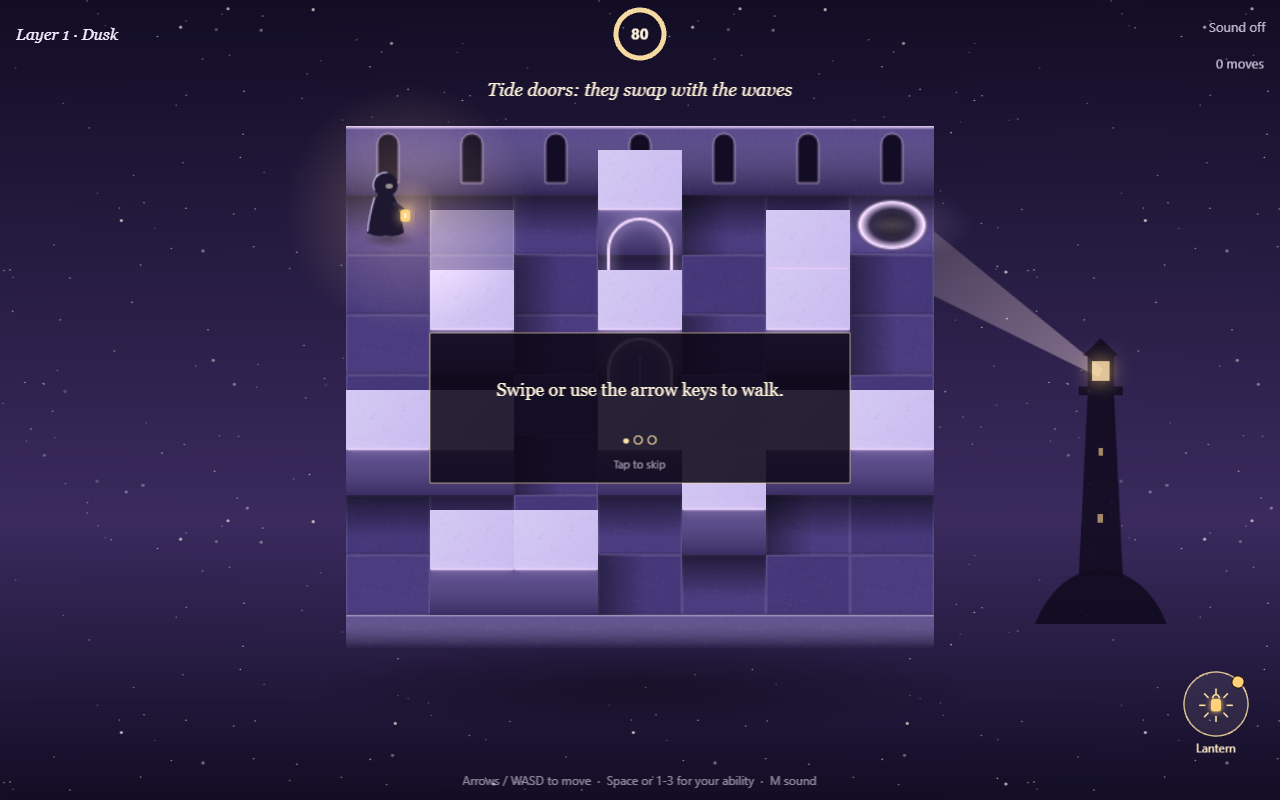 Layer 1 · Dusk
80
Sound off
0 moves
Tide doors: they swap with the waves
Swipe or use the arrow keys to walk.
Tap to skip
Lantern
Arrows / WASD to move · Space or 1-3 for your ability · M sound